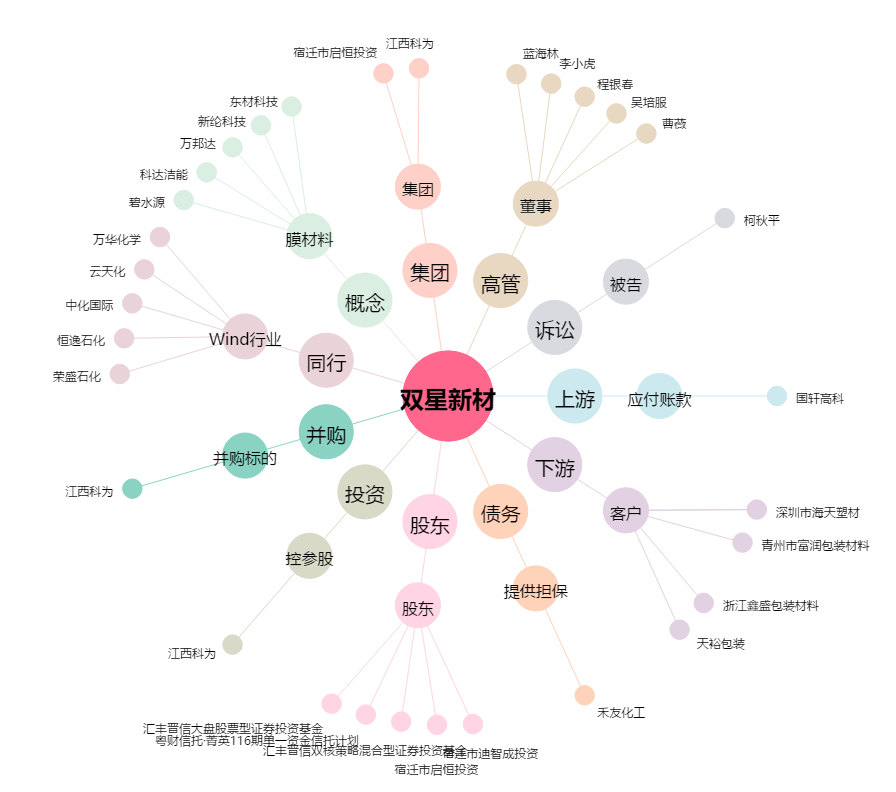 江西科为
宿迁市启恒投资
集团
集团
蓝海林
李小虎
程银春
吴培服
曹薇
董事
高管
东材科技
新纶科技
万邦达
科达洁能
碧水源
膜材料
概念
柯秋平
被告
诉讼
万华化学
云天化
中化国际
恒逸石化
荣盛石化
Wind行业
同行
双星新材
上游
应付账款
国轩高科
并购
并购标的
江西科为
下游
客户
深圳市海天塑材
青州市富润包装材料
浙江鑫盛包装材料
天裕包装
投资
控参股
江西科为
股东
股东
汇丰晋信大盘股票型证券投资基金
粤财信托·菁英116期单一资金信托计划
汇丰晋信双核策略混合型证券投资基金
宿迁市启恒投资
宿迁市迪智成投资
债务
提供担保
禾友化工